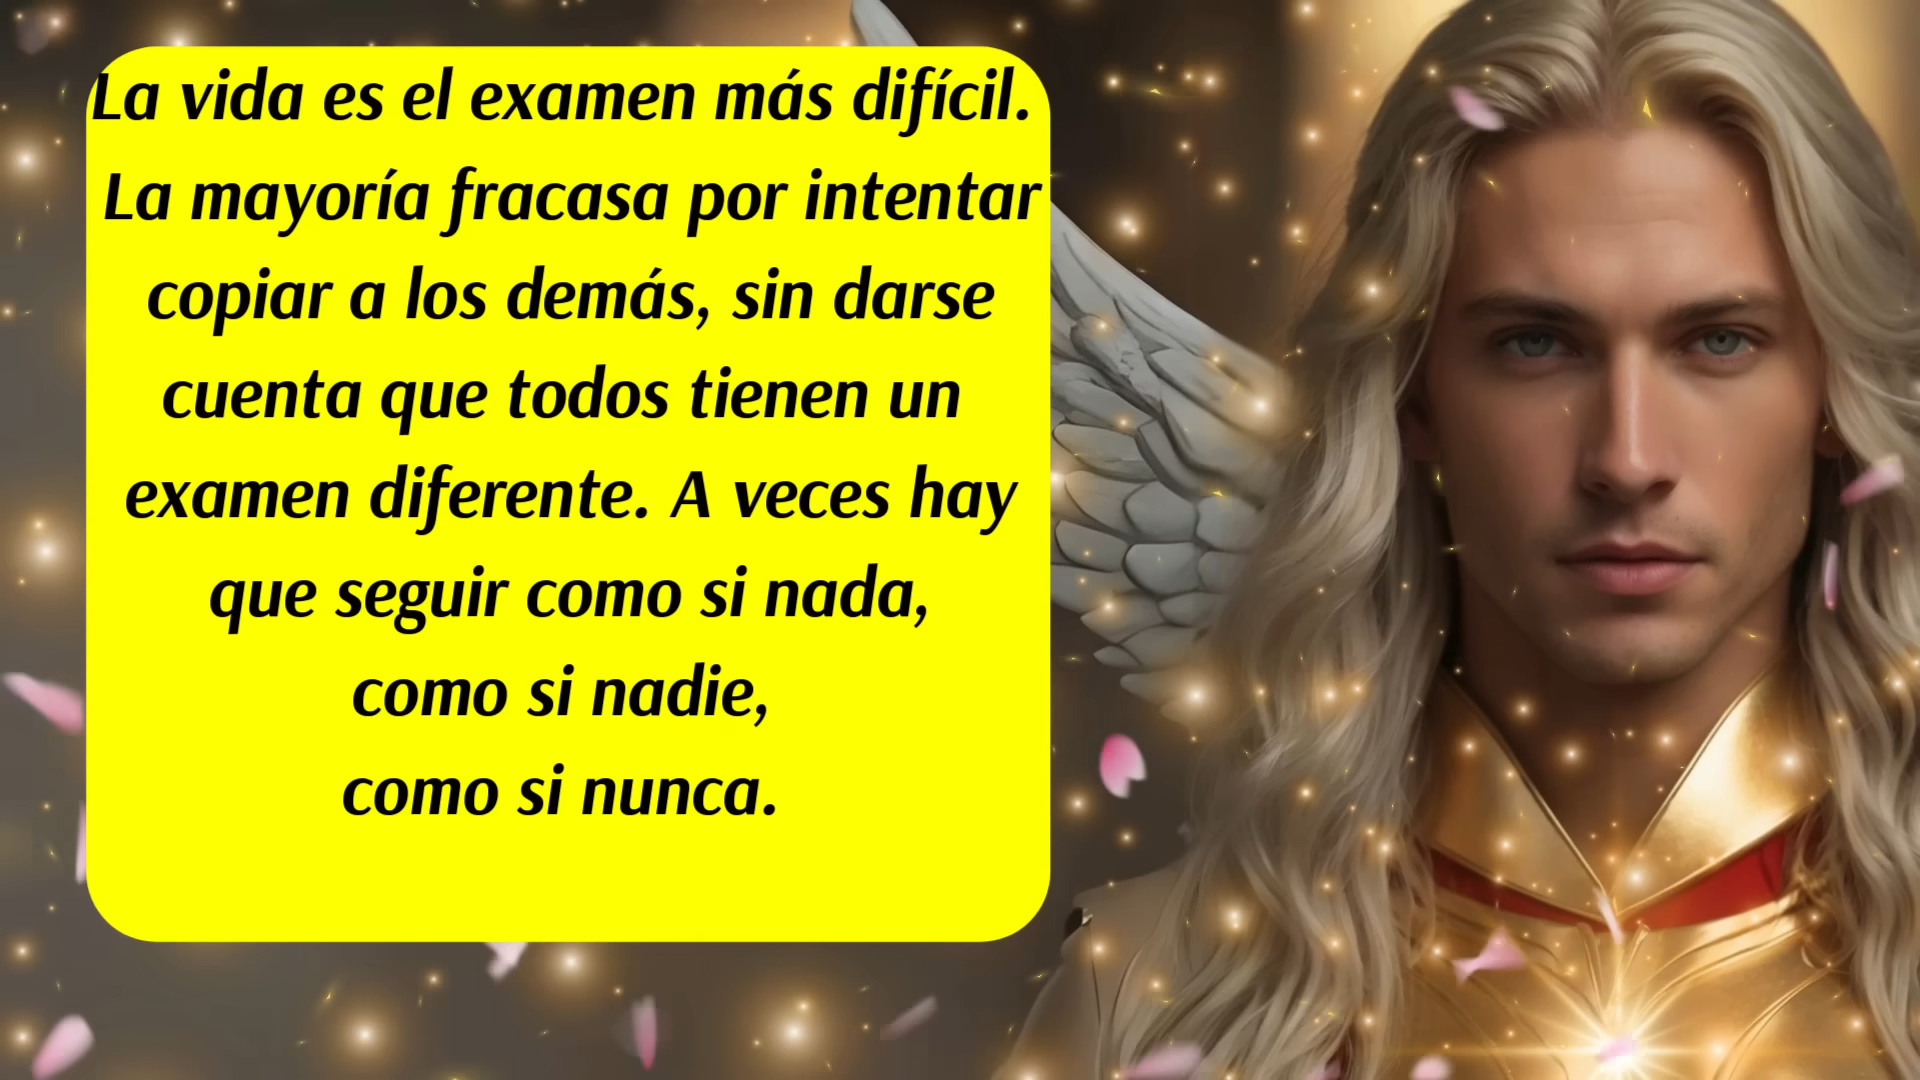 La vida es el examen más difícil.
La mayoría fracasa por intentar
copiar a los demás, sin darse
cuenta que todos tienen un
examen diferente. A veces hay
que seguir como si nada,
como si nadie,
como si nunca.